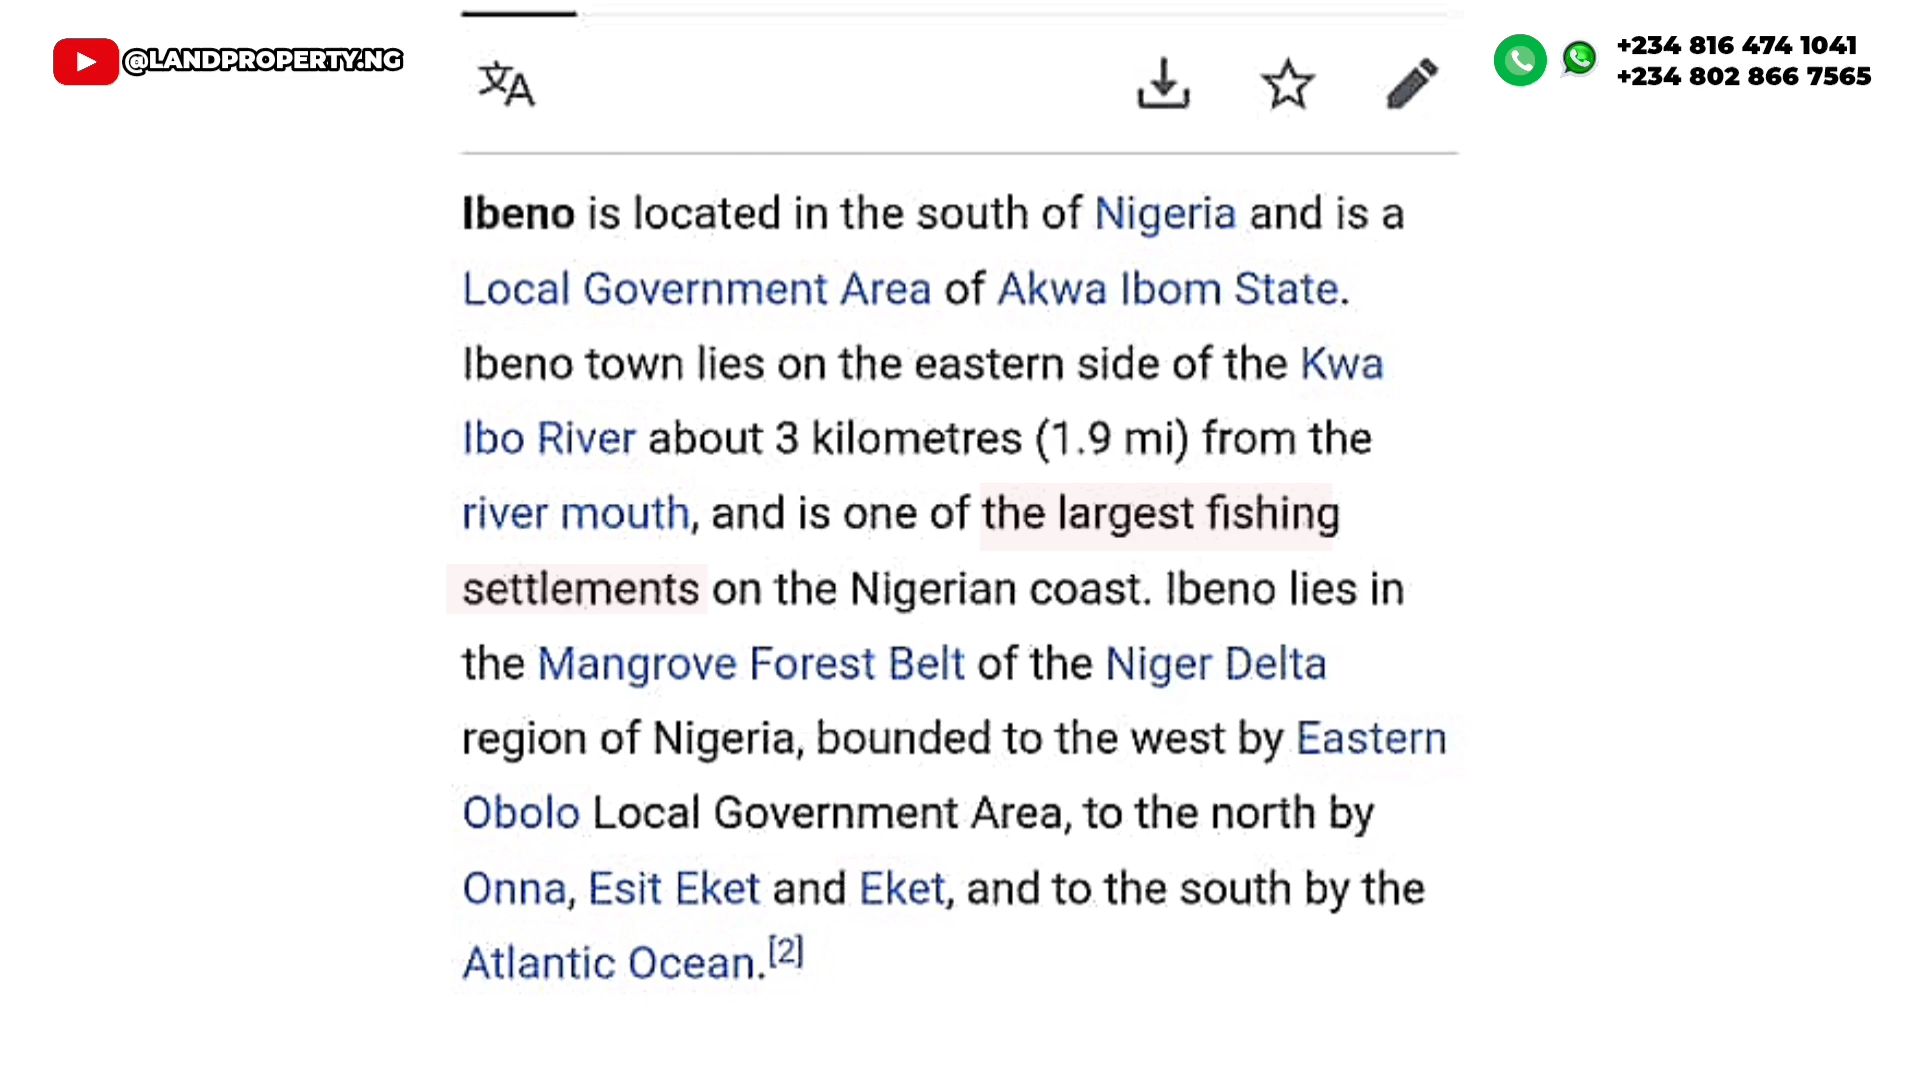 @LANDPROPERTY.NG
+234 816 474 1041
+234 802 866 7565
Ibeno is located in the south of Nigeria and is a
Local Government Area of Akwa Ibom State.
Ibeno town lies on the eastern side of the Kwa
Ibo River about 3 kilometres (1.9 mi) from the
river mouth, and is one of the largest fishing
settlements on the Nigerian coast. Ibeno lies in
the Mangrove Forest Belt of the Niger Delta
region of Nigeria, bounded to the west by Eastern
Obolo Local Government Area, to the north by
Onna, Esit Eket and Eket, and to the south by the
Atlantic Ocean.[2]